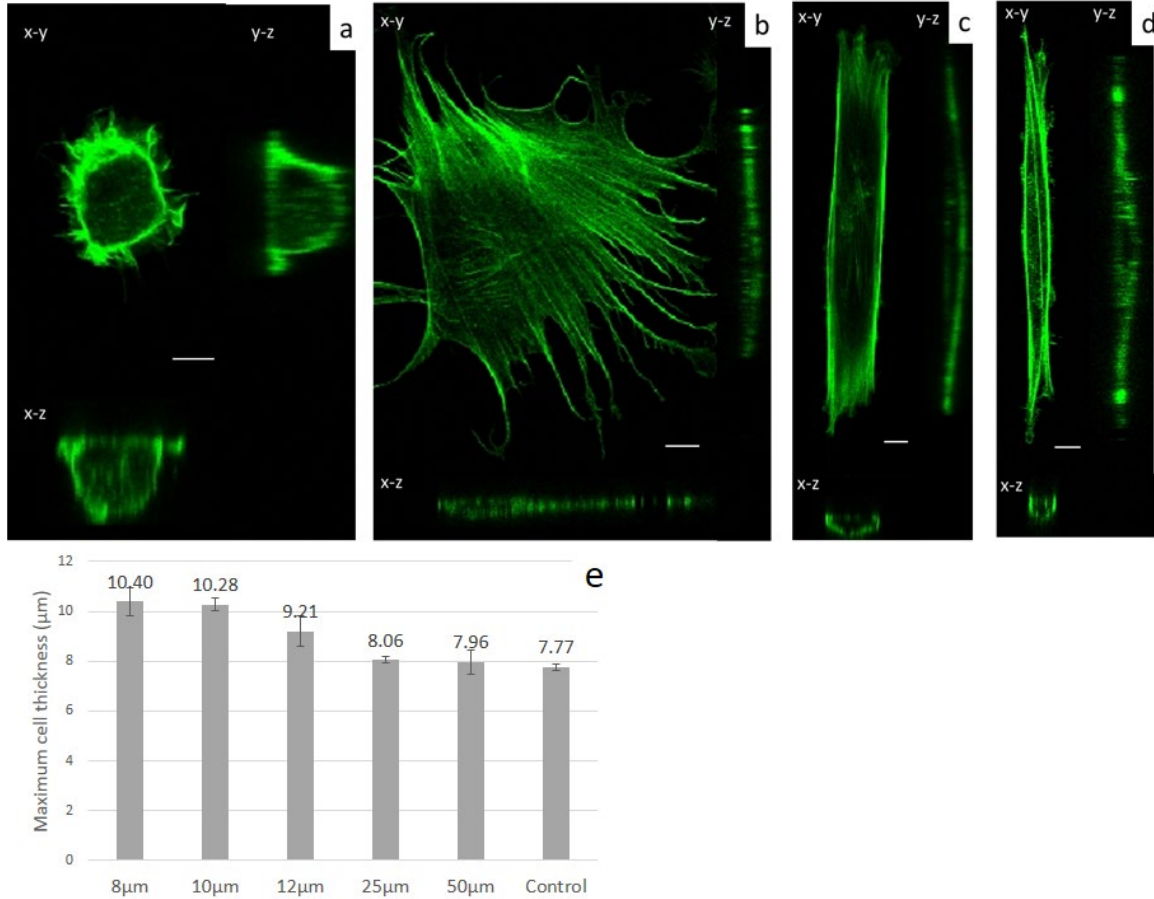 x-y
y-z
a
x-z
x-y
y-z
b
x-z
x-y
y-z
c
x-z
x-y
y-z
d
x-z
e
Maximum cell thickness (µm)
12
10
8
6
4
2
0
10.40
10.28
9.21
8.06
7.96
7.77
8µm
10µm
12µm
25µm
50µm
Control